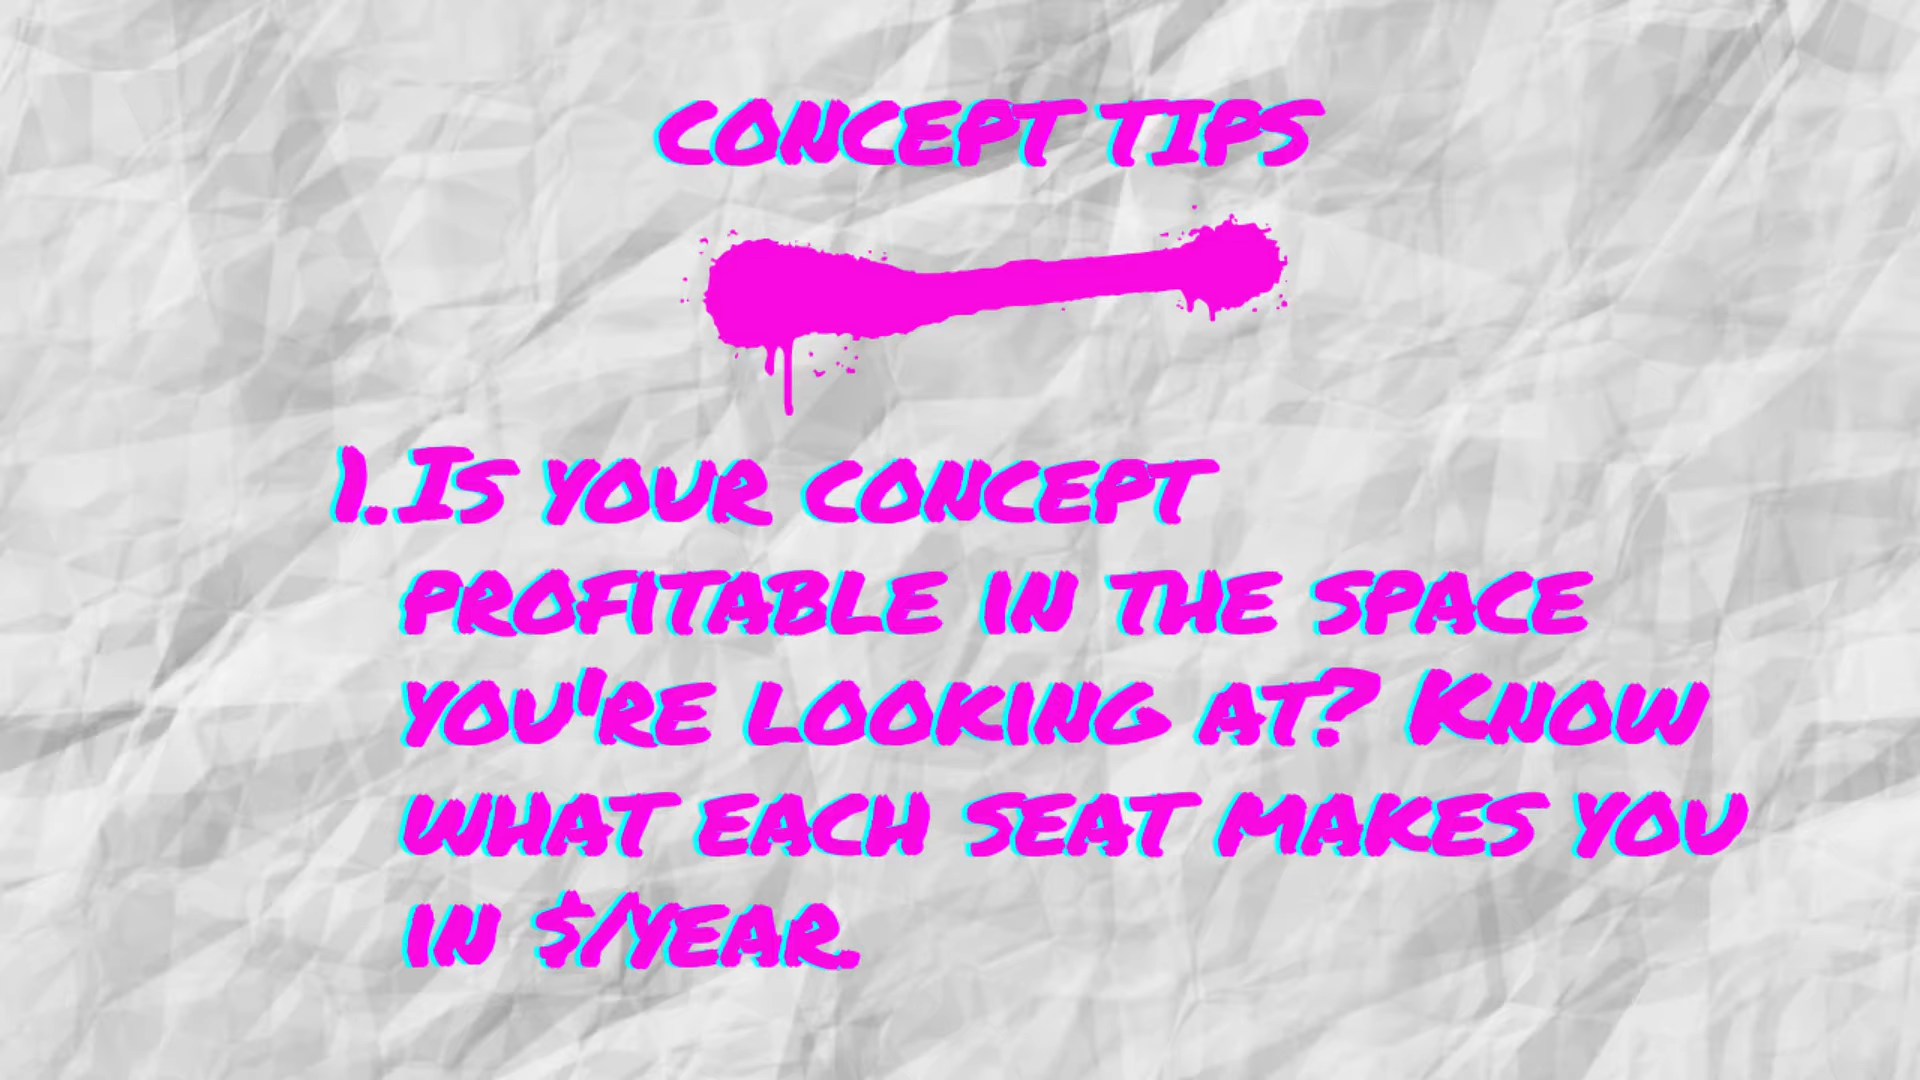 CONCEPT TIPS
1. IS YOUR CONCEPT
PROFITABLE IN THE SPACE
YOU'RE LOOKING AT? KNOW
WHAT EACH SEAT MAKES YOU
IN $/YEAR.